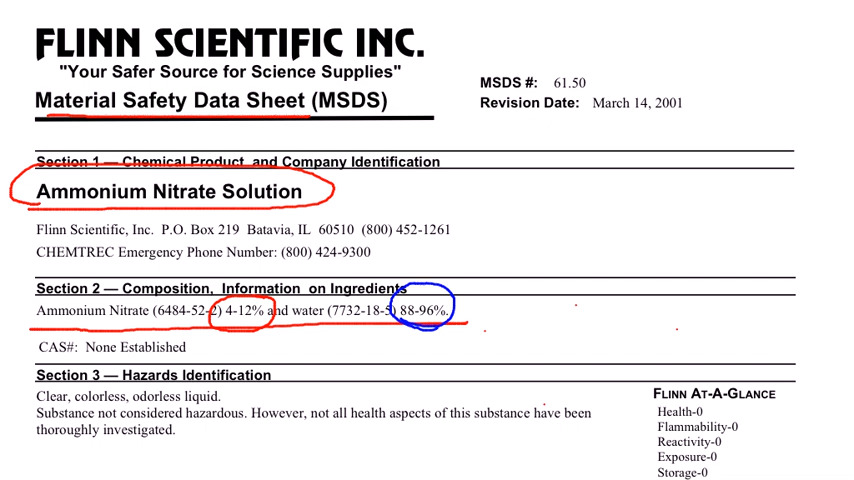 FLINN SCIENTIFIC INC.
"Your Safer Source for Science Supplies"
Material Safety Data Sheet (MSDS)
MSDS #: 61.50
Revision Date: March 14, 2001
Section 1 — Chemical Product and Company Identification
Ammonium Nitrate Solution
Flinn Scientific, Inc. P.O. Box 219 Batavia, IL 60510 (800) 452-1261
CHEMTREC Emergency Phone Number: (800) 424-9300
Section 2 — Composition, Information on Ingredients
Ammonium Nitrate (6484-52-2) 4-12% and water (7732-18-5) 88-96%.
CAS#: None Established
Section 3 — Hazards Identification
Clear, colorless, odorless liquid.
Substance not considered hazardous. However, not all health aspects of this substance have been
thoroughly investigated.
FLINN AT-A-GLANCE
Health-0
Flammability-0
Reactivity-0
Exposure-0
Storage-0